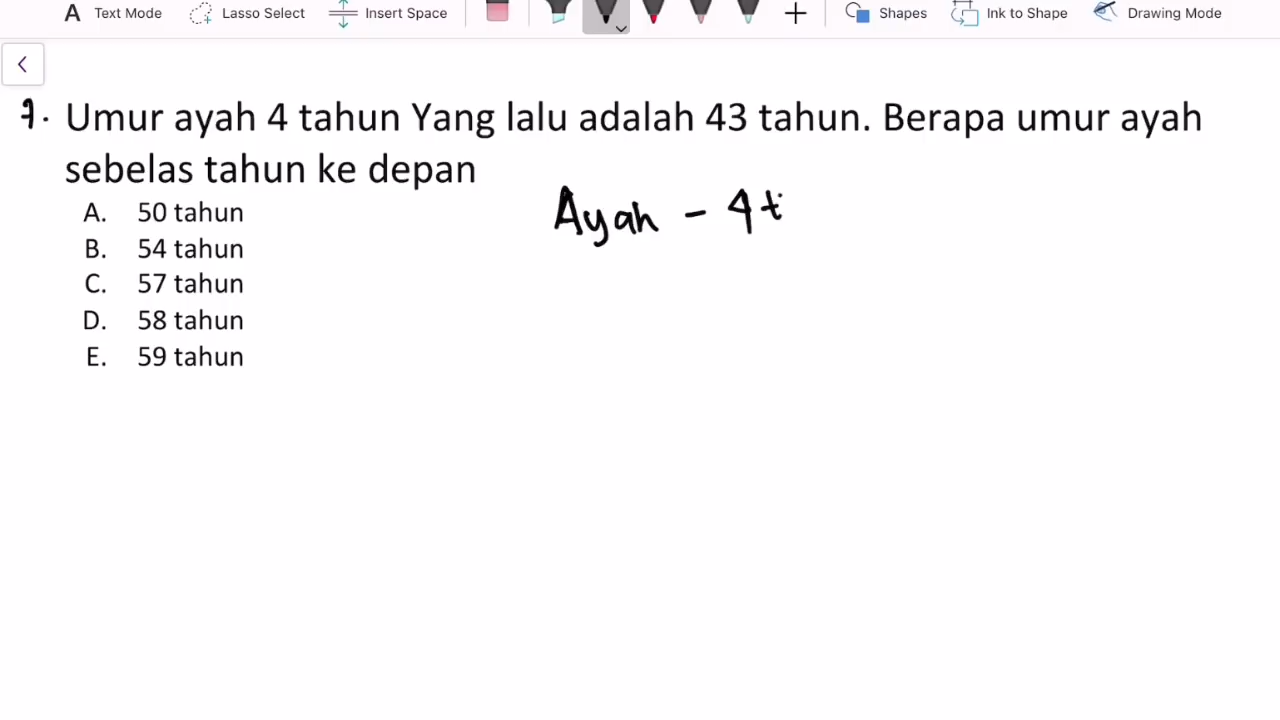 A Text Mode Lasso Select Insert Space Shapes Ink to Shape Drawing Mode
7. Umur ayah 4 tahun Yang lalu adalah 43 tahun. Berapa umur ayah
sebelas tahun ke depan
Ayah - 4 t
A. 50 tahun
B. 54 tahun
C. 57 tahun
D. 58 tahun
E. 59 tahun